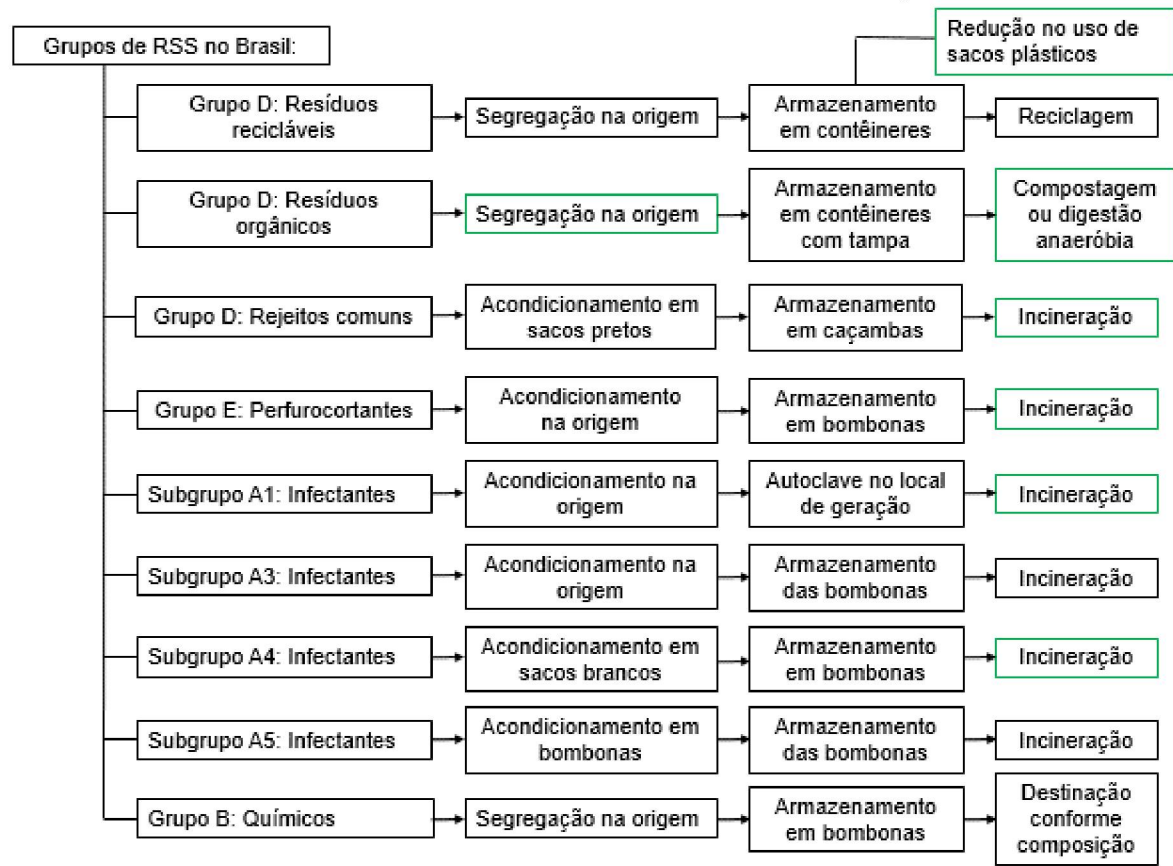 Redução no uso de
sacos plásticos
Grupos de RSS no Brasil:
Grupo D: Resíduos
recicláveis
Segregação na origem
Armazenamento
em contêineres
Reciclagem
Grupo D: Resíduos
orgânicos
Segregação na origem
Armazenamento
em contêineres
com tampa
Compostagem
ou digestão
anaeróbia
Grupo D: Rejeitos comuns
Acondicionamento em
sacos pretos
Armazenamento
em caçambas
Incineração
Grupo E: Perfurocortantes
Acondicionamento
na origem
Armazenamento
em bombonas
Incineração
Subgrupo A1: Infectantes
Acondicionamento na
origem
Autoclave no local
de geração
Incineração
Subgrupo A3: Infectantes
Acondicionamento na
origem
Armazenamento
das bombonas
Incineração
Subgrupo A4: Infectantes
Acondicionamento em
sacos brancos
Armazenamento
em bombonas
Incineração
Subgrupo A5: Infectantes
Acondicionamento em
bombonas
Armazenamento
das bombonas
Incineração
Grupo B: Químicos
Segregação na origem
Armazenamento
em bombonas
Destinação
conforme
composição